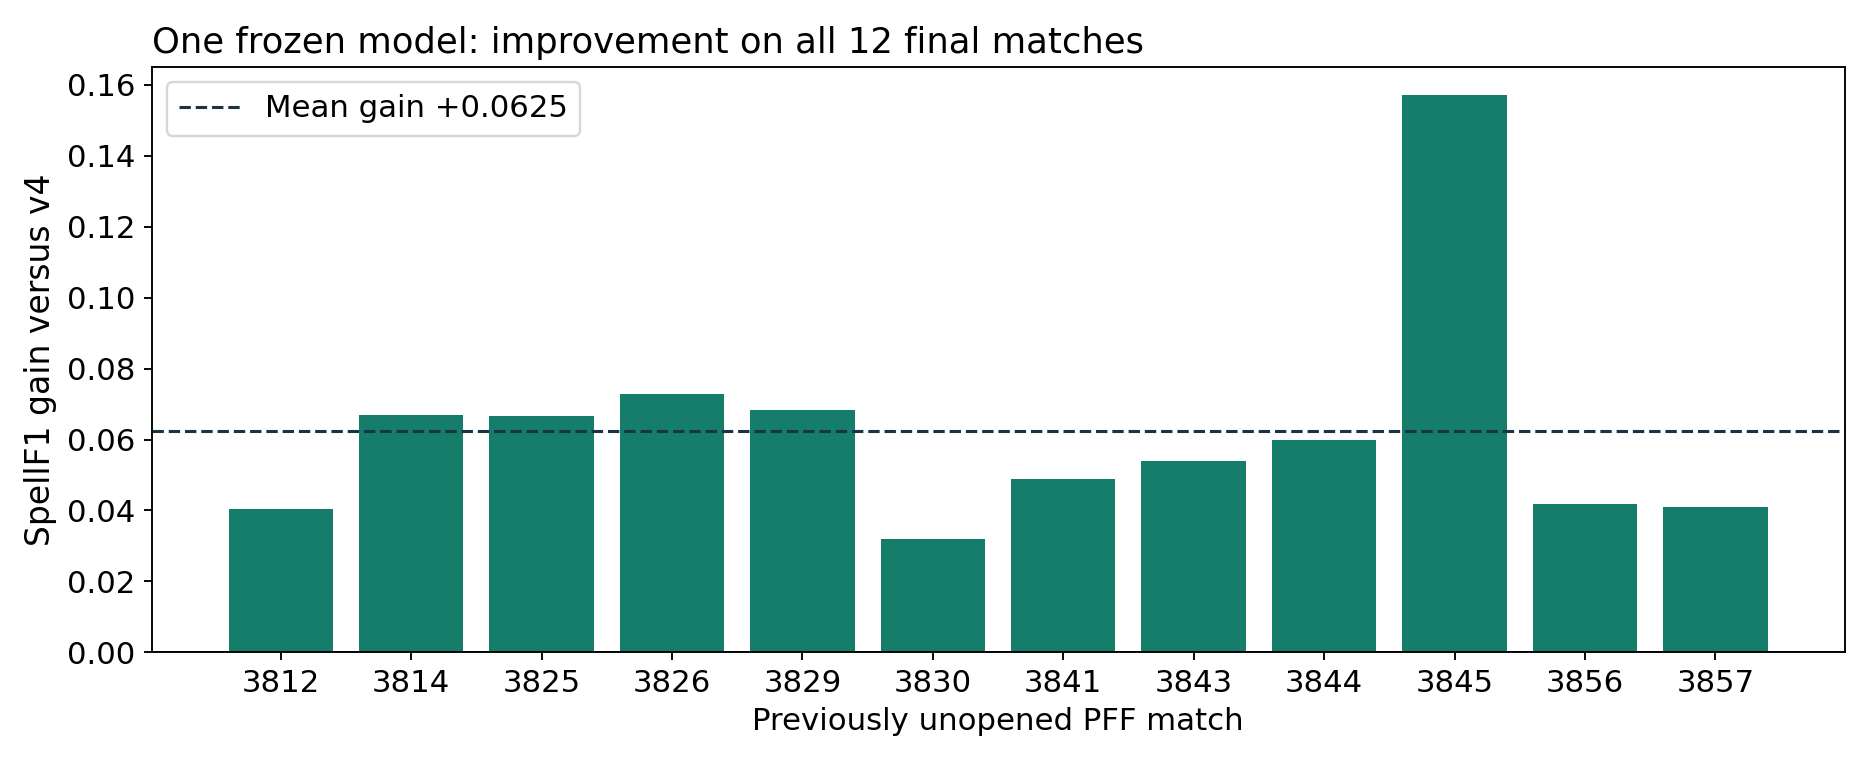 One frozen model: improvement on all 12 final matches
Mean gain +0.0625
SpellF1 gain versus v4
0.16
0.14
0.12
0.10
0.08
0.06
0.04
0.02
0.00
3812 3814 3825 3826 3829 3830 3841 3843 3844 3845 3856 3857
Previously unopened PFF match